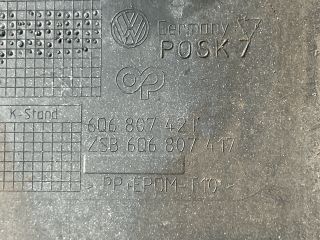 Germany
POSK 7
K-Stand
6Q6 807 421
ZSB 6Q6 807 417
>PP+EPDM-T10<